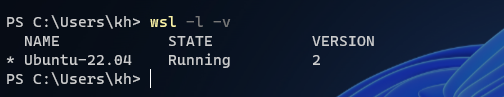 PS C:\Users\kh> wsl -l -v
  NAME            STATE           VERSION
* Ubuntu-22.04    Running         2
PS C:\Users\kh>